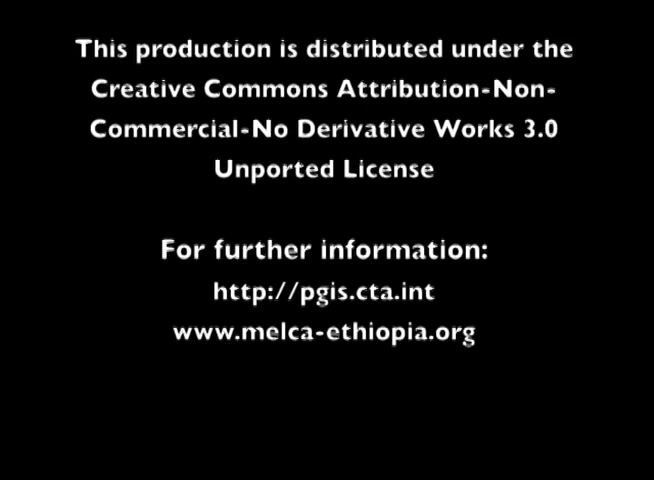 This production is distributed under the
Creative Commons Attribution-Non-
Commercial-No Derivative Works 3.0
Unported License
For further information:
http://pgis.cta.int
www.melca-ethiopia.org